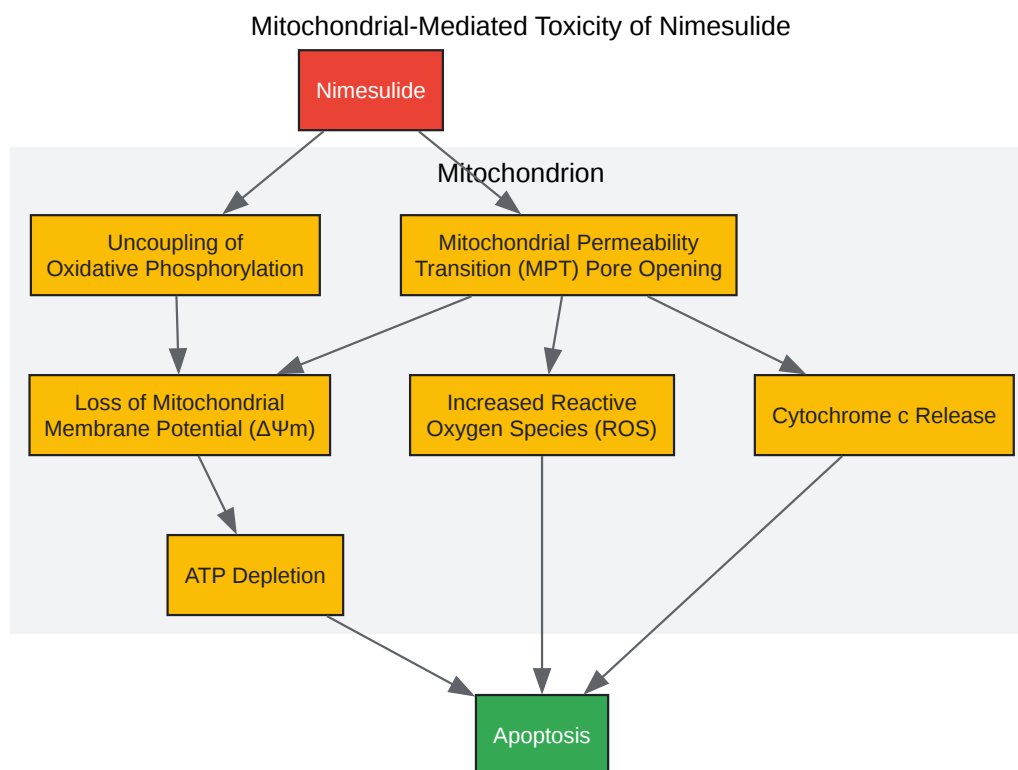 Mitochondrial-Mediated Toxicity of Nimesulide
Nimesulide
Mitochondrion
Uncoupling of
Oxidative Phosphorylation
Mitochondrial Permeability
Transition (MPT) Pore Opening
Loss of Mitochondrial
Membrane Potential (ΔΨm)
Increased Reactive
Oxygen Species (ROS)
Cytochrome c Release
ATP Depletion
Apoptosis